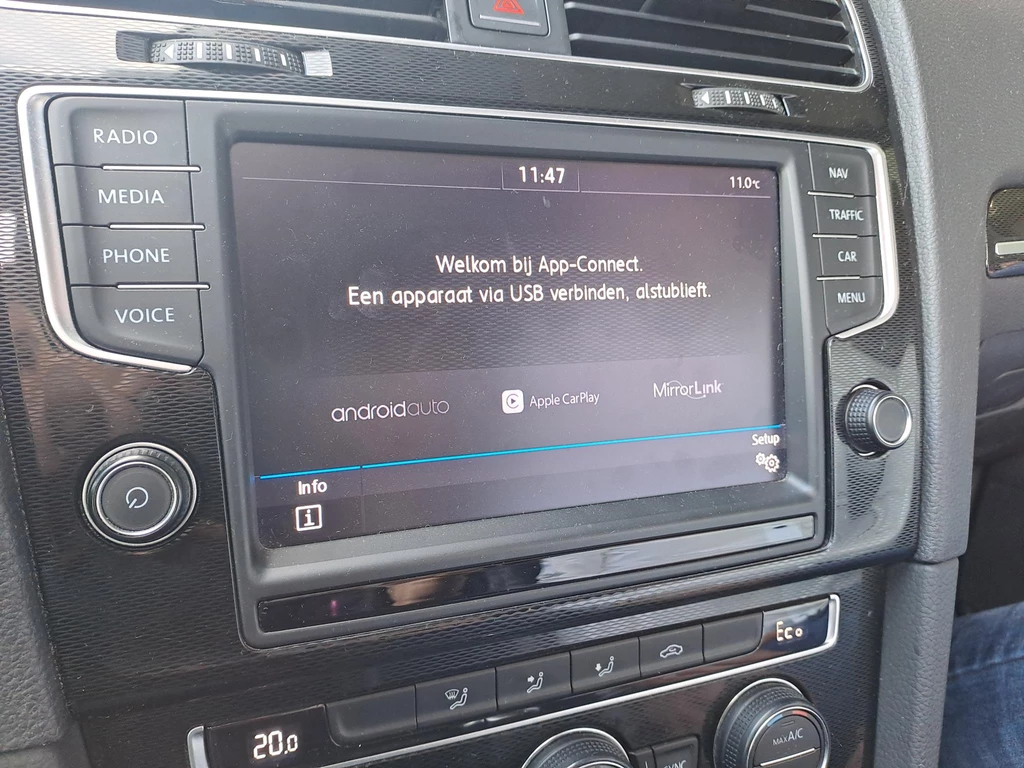 RADIO
MEDIA
PHONE
VOICE
11:47
11.0°C
Welkom bij App-Connect.
Een apparaat via USB verbinden, alstublieft.
androidauto
Apple CarPlay
MirrorLink
Setup
Info
i
NAV
TRAFFIC
CAR
MENU
Eco
20.0
SYNC
MAX A/C